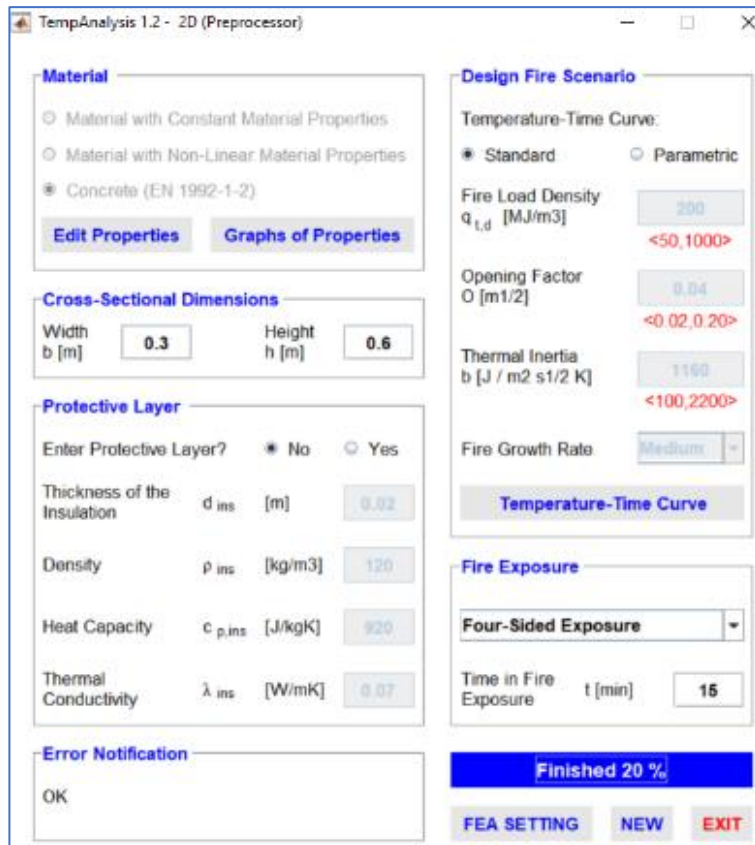 TempAnalysis 1.2 - 2D (Preprocessor)
Material
Material with Constant Material Properties
Material with Non-Linear Material Properties
Concrete (EN 1992-1-2)
Edit Properties
Graphs of Properties
Cross-Sectional Dimensions
Width
b [m]
0.3
Height
h [m]
0.6
Protective Layer
Enter Protective Layer?
No
Yes
Thickness of the
Insulation
d ins
[m]
0.02
Density
ρ ins
[kg/m3]
120
Heat Capacity
c p,ins
[J/kgK]
920
Thermal
Conductivity
λ ins
[W/mK]
0.07
Error Notification
OK
Design Fire Scenario
Temperature-Time Curve:
Standard
Parametric
Fire Load Density
q t,d [MJ/m3]
200
<50,1000>
Opening Factor
O [m1/2]
0.04
<0.02,0.20>
Thermal Inertia
b [J / m2 s1/2 K]
1160
<100,2200>
Fire Growth Rate
Medium
Temperature-Time Curve
Fire Exposure
Four-Sided Exposure
Time in Fire
Exposure
t [min]
15
Finished 20 %
FEA SETTING
NEW
EXIT